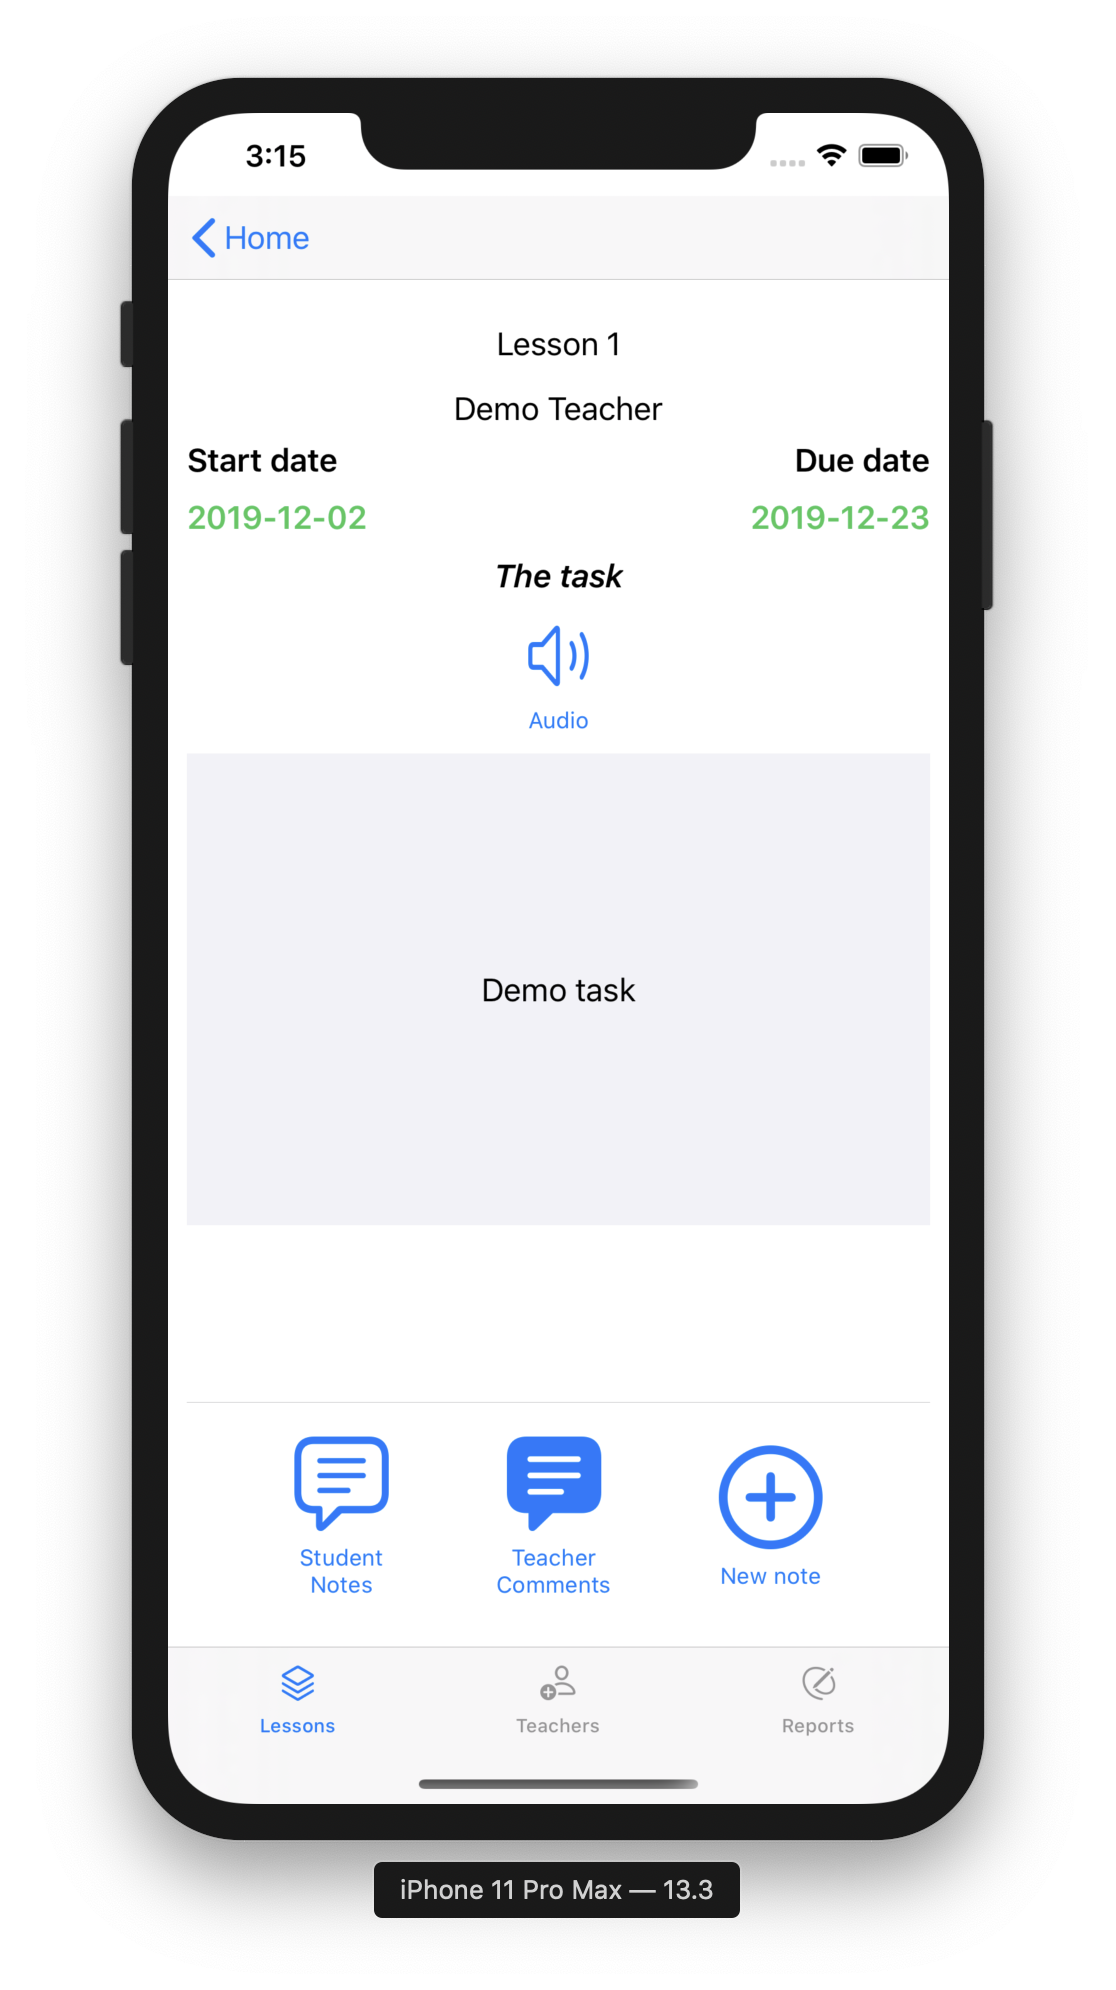 3:15
Home
Lesson 1
Demo Teacher
Start date
Due date
2019-12-02
2019-12-23
The task
Audio
Demo task
Student
Notes
Teacher
Comments
New note
Lessons
Teachers
Reports
iPhone 11 Pro Max — 13.3